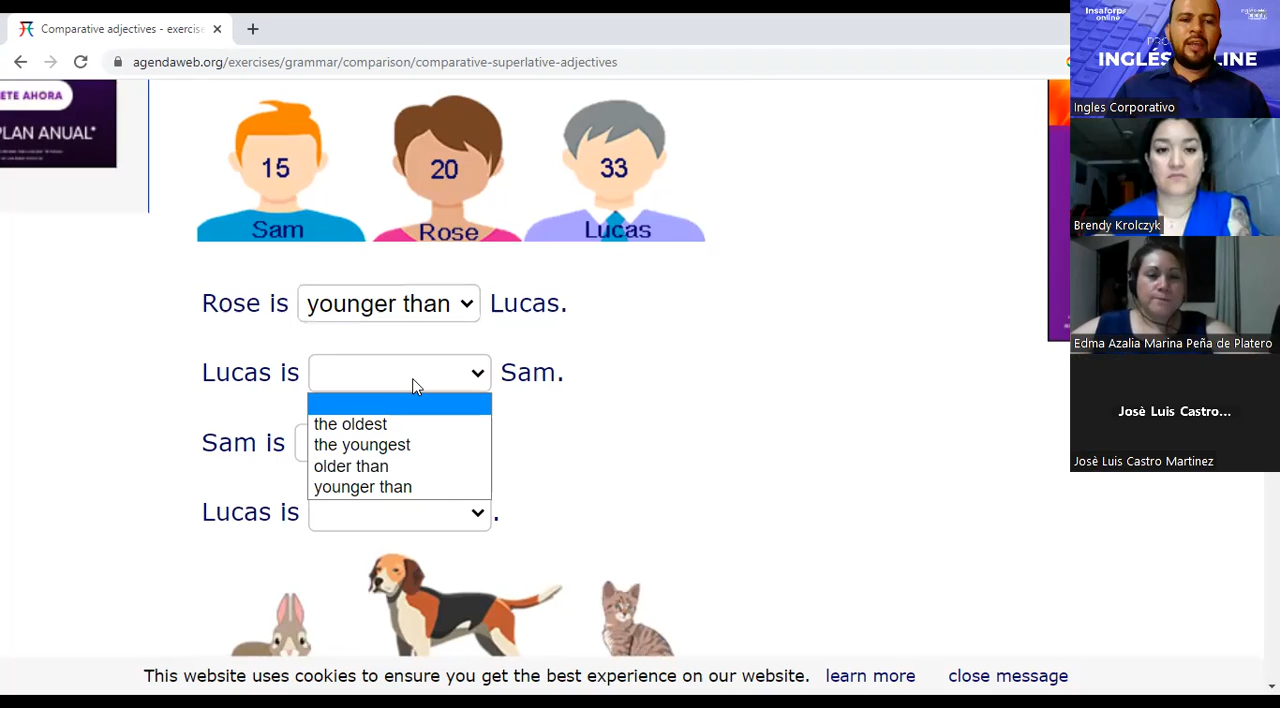 Comparative adjectives - exercise
agendaweb.org/exercises/grammar/comparison/
-superlative-adjectives
ETE AHORA
PLAN ANUAL*
15
20
33
Sam
Rose
Lucas
Rose is younger than Lucas.
Lucas is Sam.
the oldest
the youngest
older than
younger than
Sam is
Lucas is .
This website uses cookies to ensure you get the best experience on our website. learn more close message
Insaforp
online
INGLÉS
LINE
Ingles Corporativo
Brendy Krolczyk
Edma Azalia Marina Peña de Platero
Josè Luis Castro...
Josè Luis Castro Martinez